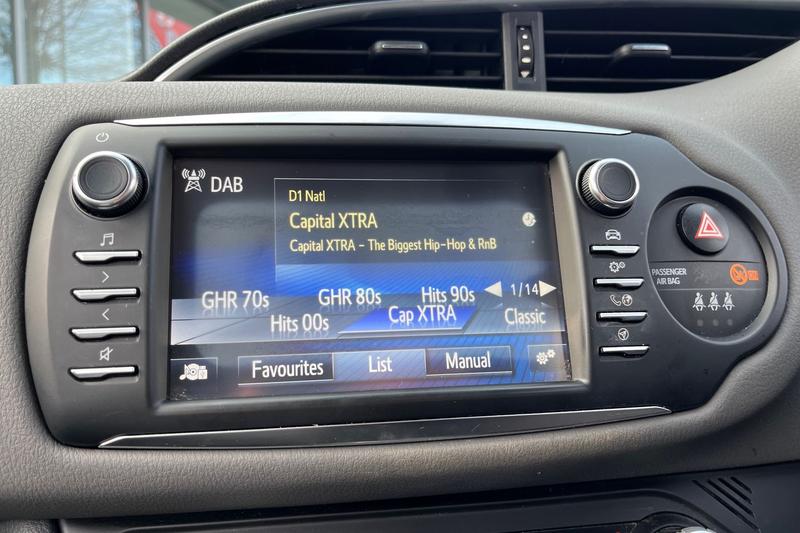 DAB
D1 Natl
Capital XTRA
Capital XTRA - The Biggest Hip-Hop & RnB
GHR 70s GHR 80s Hits 90s 1/14
Hits 00s Cap XTRA Classic
Favourites List Manual
PASSENGER
AIR BAG